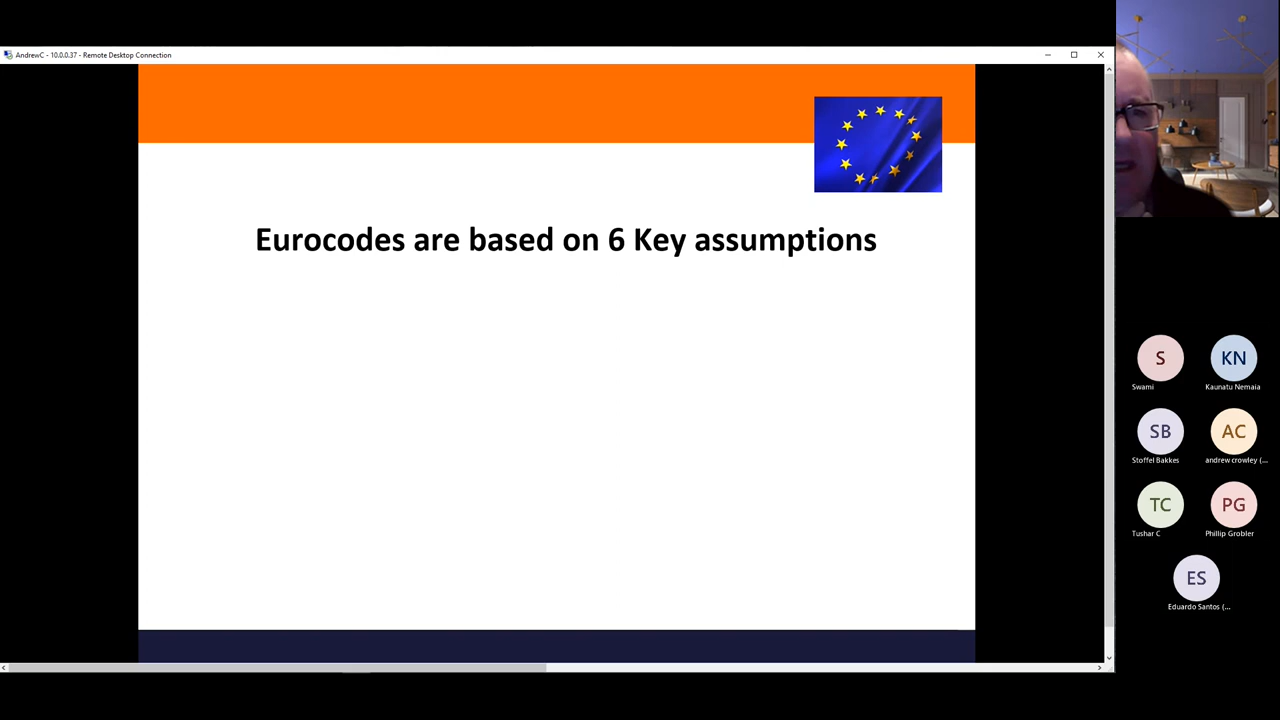 AndrewC - 10.0.0.37 - Remote Desktop Connection
Eurocodes are based on 6 Key assumptions
S
KN
Swami
Kaunatu Nemaia
SB
AC
Stoffel Bakkes
andrew crowley (...
TC
PG
Tushar C
Phillip Grobler
ES
Eduardo Santos (...